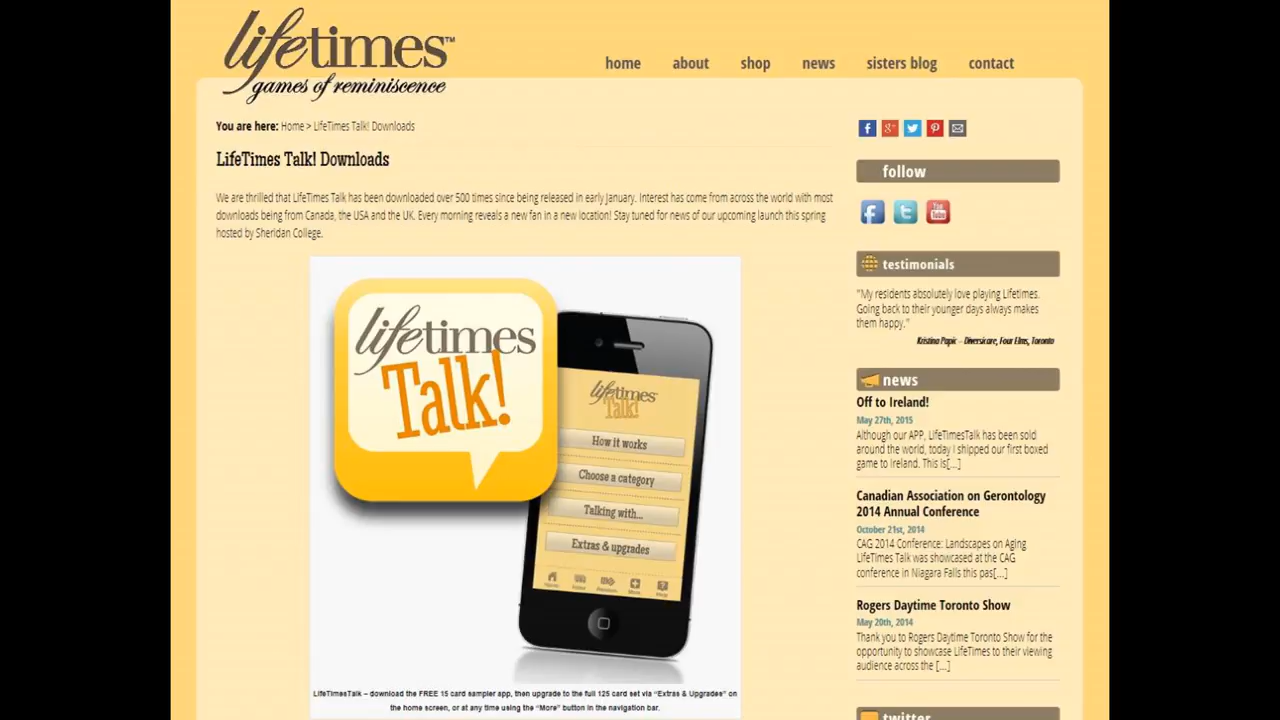 lifetimes™
games of reminiscence
home about shop news sisters blog contact
You are here: Home > LifeTimes Talk! Downloads
LifeTimes Talk! Downloads
We are thrilled that LifeTimes Talk has been downloaded over 500 times since being released in early January. Interest has come from across the world with most
downloads being from Canada, the USA and the UK. Every morning reveals a new fan in a new location! Stay tuned for news of our upcoming launch this spring
hosted by Sheridan College.
lifetimes
Talk!
lifetimes
Talk!
How it works
Choose a category
Talking with...
Extras & upgrades
More
Help
LifeTimesTalk – download the FREE 15 card sampler app, then upgrade to the full 125 card set via “Extras & Upgrades” on
the home screen, or at any time using the “More” button in the navigation bar.
follow
You
Tube
testimonials
"My residents absolutely love playing Lifetimes.
Going back to their younger days always makes
them happy."
Kristina Papic – Diversicare, Four Elms, Toronto
news
Off to Ireland!
May 27th, 2015
Although our APP, LifeTimesTalk has been sold
around the world, today i shipped our first boxed
game to Ireland. This is[...]
Canadian Association on Gerontology
2014 Annual Conference
October 21st, 2014
CAG 2014 Conference: Landscapes on Aging
LifeTimes Talk was showcased at the CAG
conference in Niagara Falls this pas[...]
Rogers Daytime Toronto Show
May 20th, 2014
Thank you to Rogers Daytime Toronto Show for the
opportunity to showcase LifeTimes to their viewing
audience across the [...]
twitter